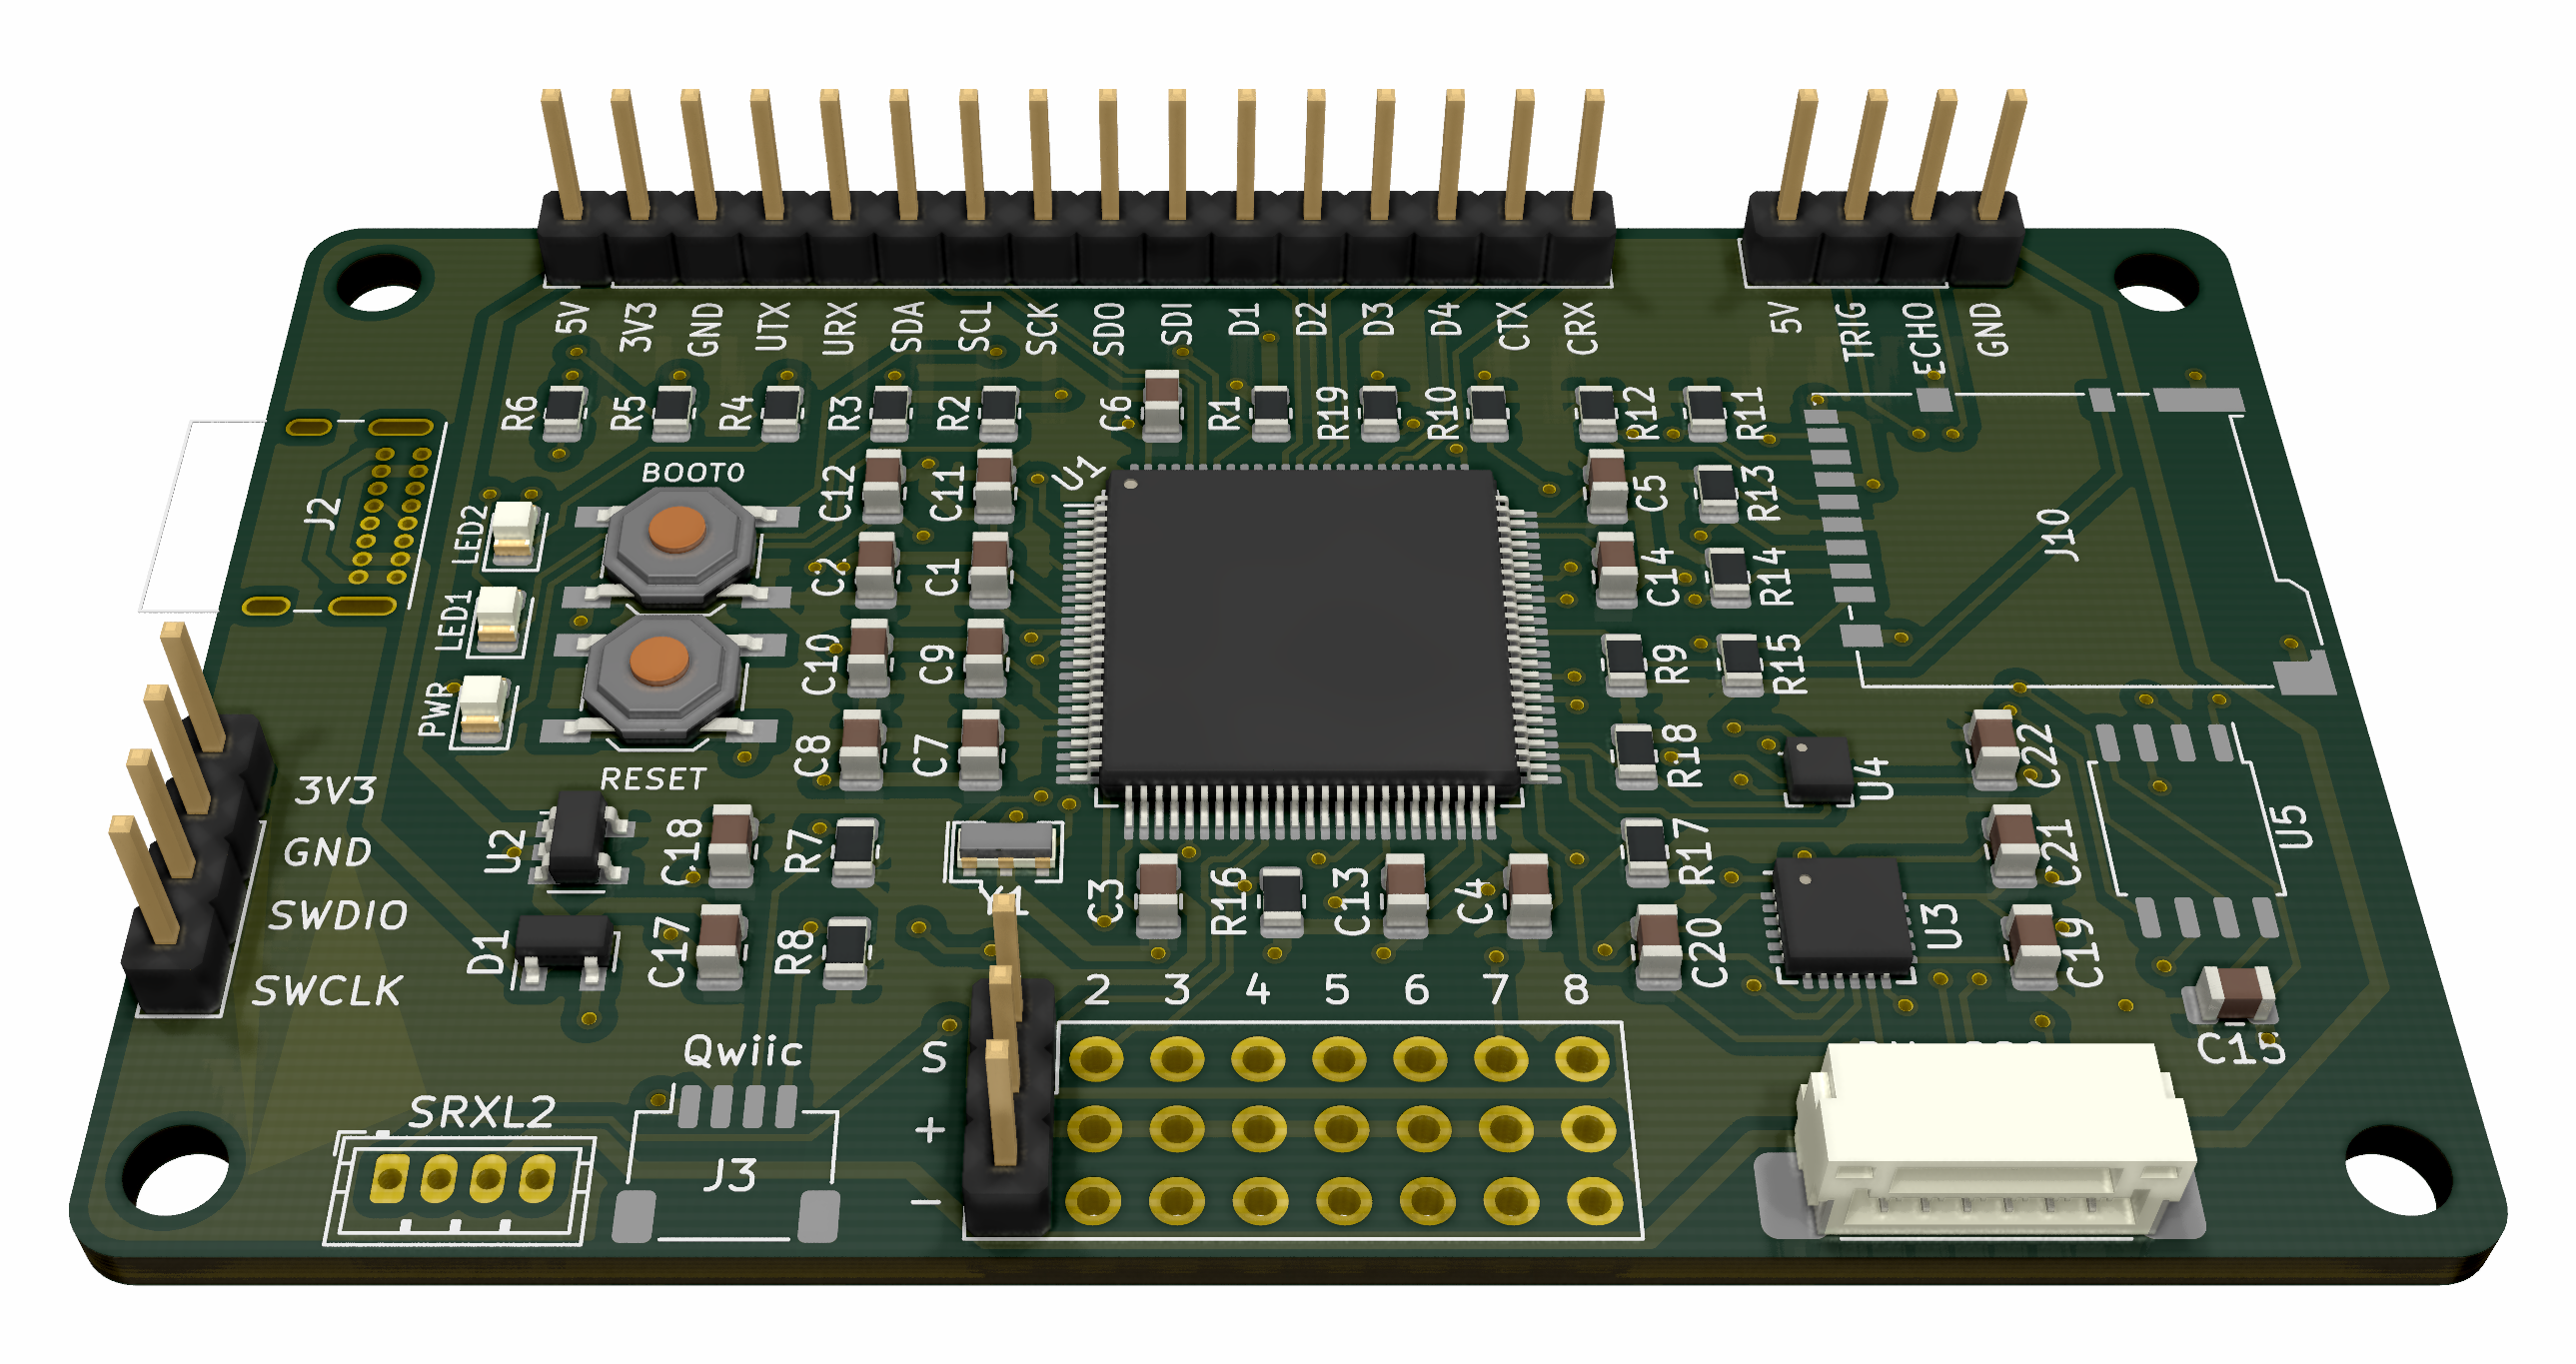 5V 3V3 GND UTX URX SDA SCL SCK SDO SDI D1 D2 D3 D4 CTX CRX
5V TRIG ECHO GND
R6 R5 R4 R3 R2 C6 R1 R19 R10 R12 R11
BOOT0
U1
C12 C11 C5 R13
J2
LED2
J10
C2 C1 C14 R14
LED1
C10 C9 R9 R15
PWR
C8 C7 R18 U4 C22
RESET
3V3
GND
SWDIO
SWCLK
U2 C18 R7 R17 C21 U5
Y1
C3 R16 C13 C4
D1 C17 R8 C20 U3 C19
2 3 4 5 6 7 8
Qwiic
S
C15
SRXL2
+
J3
-